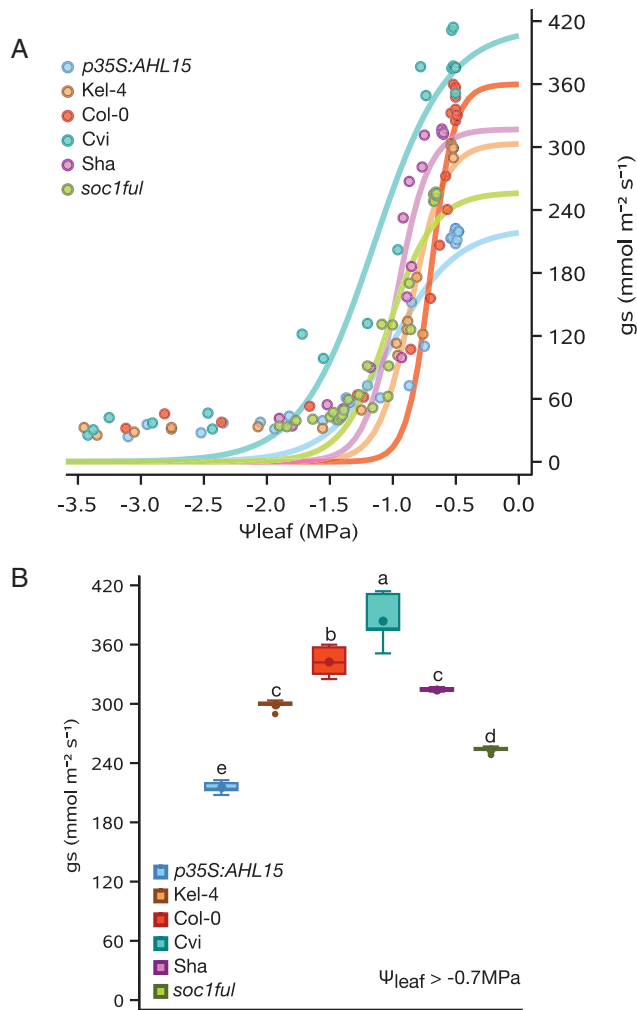 A
p35S:AHL15
Kel-4
Col-0
Cvi
Sha
soc1ful
420
360
300
240
180
120
60
0
gs (mmol m⁻² s⁻¹)
-3.5 -3.0 -2.5 -2.0 -1.5 -1.0 -0.5 0.0
Ψleaf (MPa)
B
420
360
300
240
180
120
60
0
gs (mmol m⁻² s⁻¹)
e
c
b
a
c
d
p35S:AHL15
Kel-4
Col-0
Cvi
Sha
soc1ful
Ψleaf > -0.7MPa